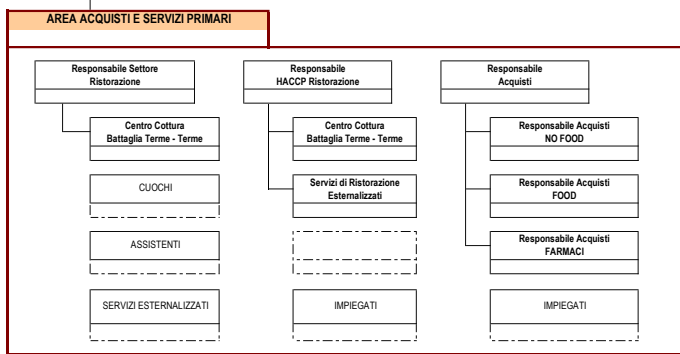 AREA ACQUISTI E SERVIZI PRIMARI
Responsabile Settore
Ristorazione
Centro Cottura
Battaglia Terme - Terme
CUOCHI
ASSISTENTI
SERVIZI ESTERNALIZZATI
Responsabile
HACCP Ristorazione
Centro Cottura
Battaglia Terme - Terme
Servizi di Ristorazione
Esternalizzati
IMPIEGATI
Responsabile
Acquisti
Responsabile Acquisti
NO FOOD
Responsabile Acquisti
FOOD
Responsabile Acquisti
FARMACI
IMPIEGATI